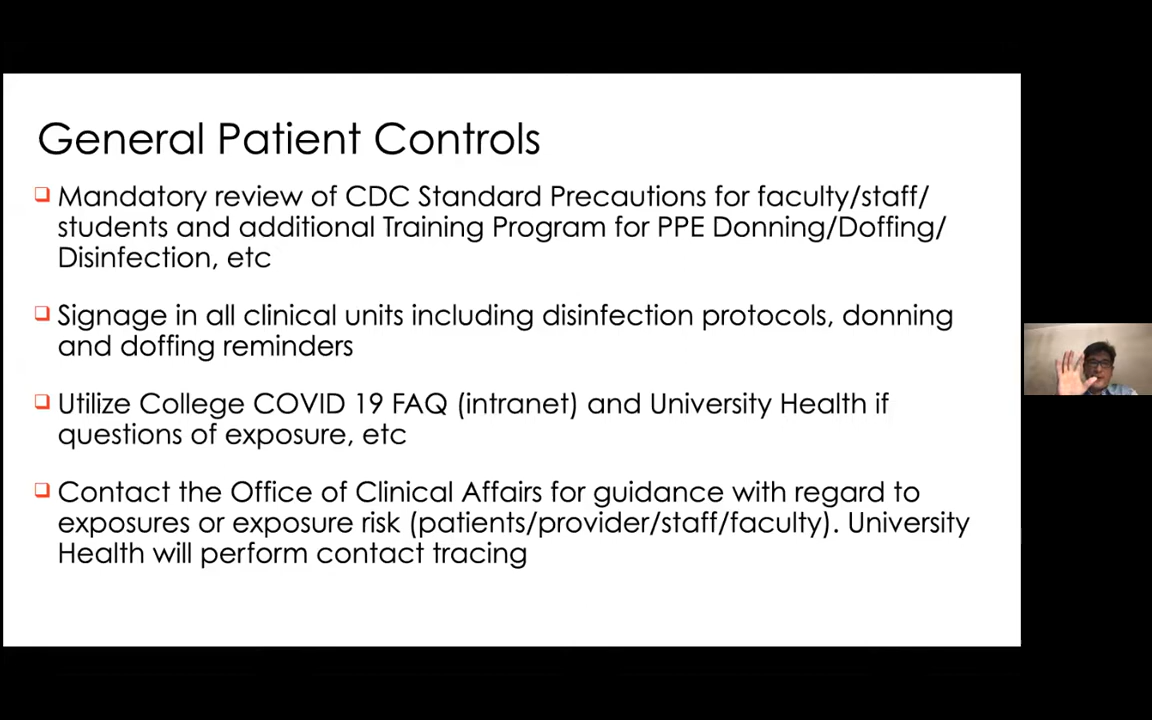 General Patient Controls
Mandatory review of CDC Standard Precautions for faculty/staff/
students and additional Training Program for PPE Donning/Doffing/
Disinfection, etc
Signage in all clinical units including disinfection protocols, donning
and doffing reminders
Utilize College COVID 19 FAQ (intranet) and University Health if
questions of exposure, etc
Contact the Office of Clinical Affairs for guidance with regard to
exposures or exposure risk (patients/provider/staff/faculty). University
Health will perform contact tracing